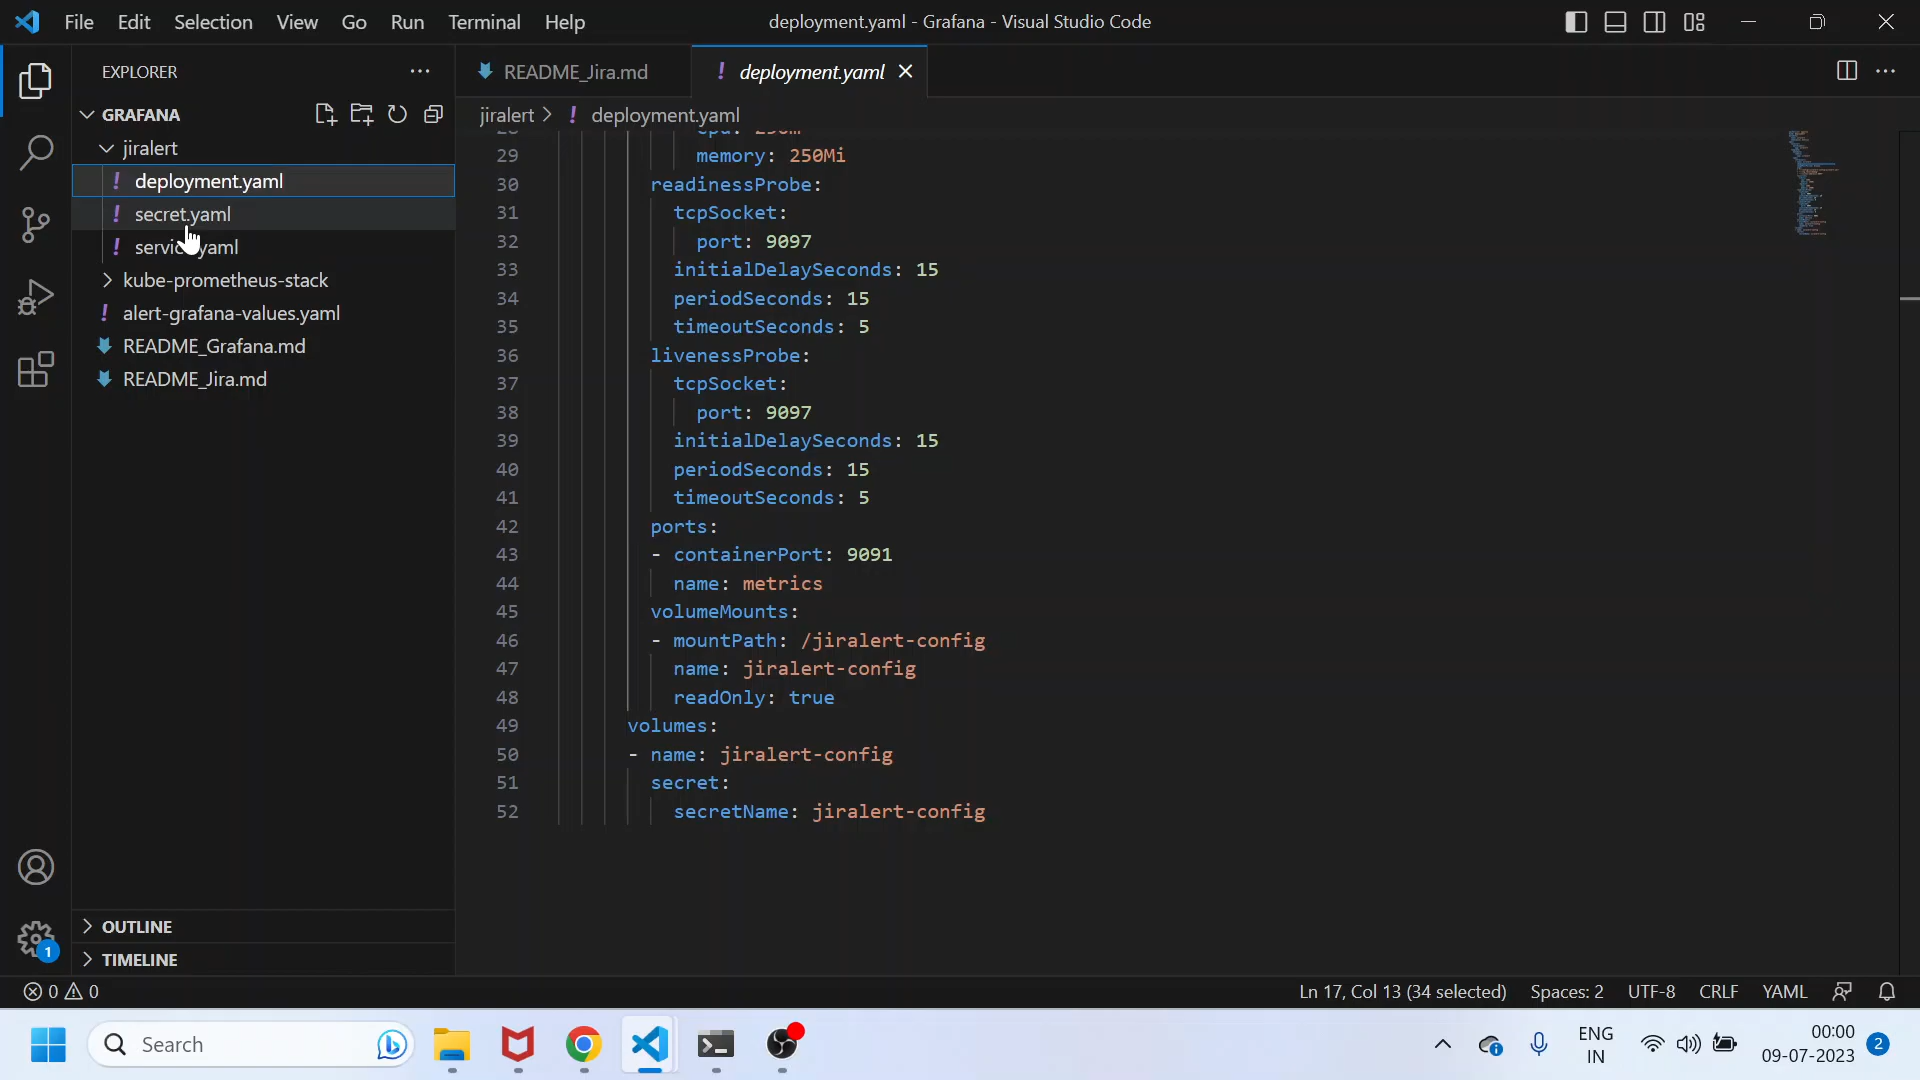 File Edit Selection View Go Run Terminal Help
deployment.yaml - Grafana - Visual Studio Code
EXPLORER
GRAFANA
jiralert
! deployment.yaml
! secret.yaml
kube-prometheus-stack
! alert-grafana-values.yaml
README_Grafana.md
README_Jira.md
OUTLINE
TIMELINE
1
README_Jira.md
! deployment.yaml
jiralert > ! deployment.yaml
29 memory: 250Mi
30 readinessProbe:
31 tcpSocket:
32 port: 9097
33 initialDelaySeconds: 15
34 periodSeconds: 15
35 timeoutSeconds: 5
36 livenessProbe:
37 tcpSocket:
38 port: 9097
39 initialDelaySeconds: 15
40 periodSeconds: 15
41 timeoutSeconds: 5
42 ports:
43 - containerPort: 9091
44 name: metrics
45 volumeMounts:
46 - mountPath: /jiralert-config
47 name: jiralert-config
48 readOnly: true
49 volumes:
50 - name: jiralert-config
51 secret:
52 secretName: jiralert-config
0 0
Ln 17, Col 13 (34 selected) Spaces: 2 UTF-8 CRLF YAML
Search
ENG
IN
00:00
09-07-2023
2